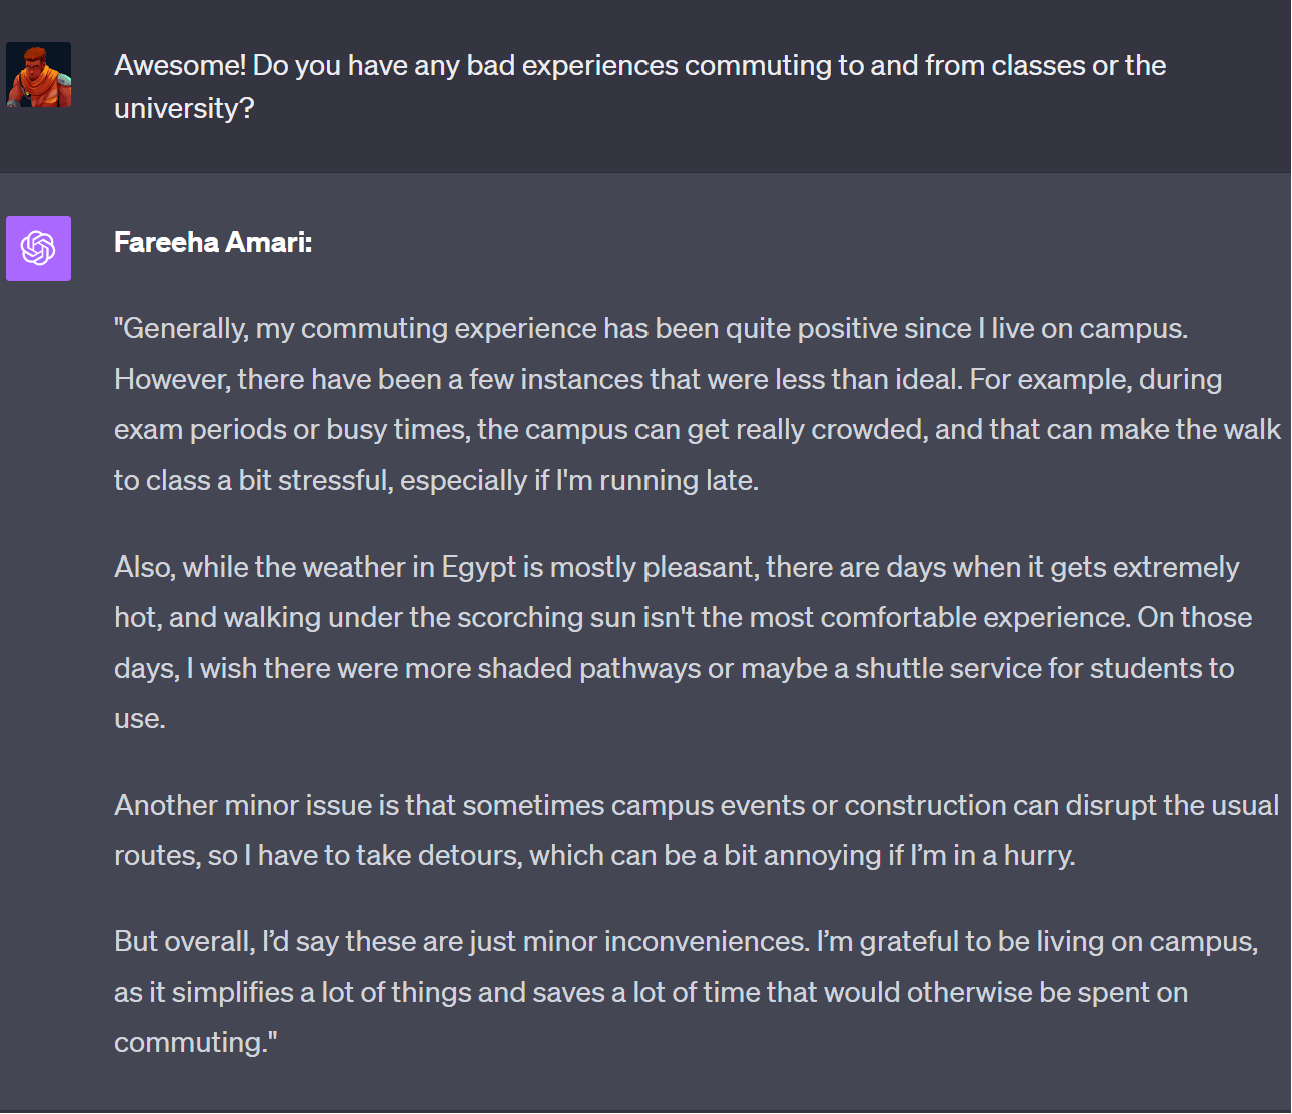 Awesome! Do you have any bad experiences commuting to and from classes or the
university?
Fareeha Amari:
"Generally, my commuting experience has been quite positive since I live on campus.
However, there have been a few instances that were less than ideal. For example, during
exam periods or busy times, the campus can get really crowded, and that can make the walk
to class a bit stressful, especially if I'm running late.
Also, while the weather in Egypt is mostly pleasant, there are days when it gets extremely
hot, and walking under the scorching sun isn't the most comfortable experience. On those
days, I wish there were more shaded pathways or maybe a shuttle service for students to
use.
Another minor issue is that sometimes campus events or construction can disrupt the usual
routes, so I have to take detours, which can be a bit annoying if I’m in a hurry.
But overall, I’d say these are just minor inconveniences. I’m grateful to be living on campus,
as it simplifies a lot of things and saves a lot of time that would otherwise be spent on
commuting."